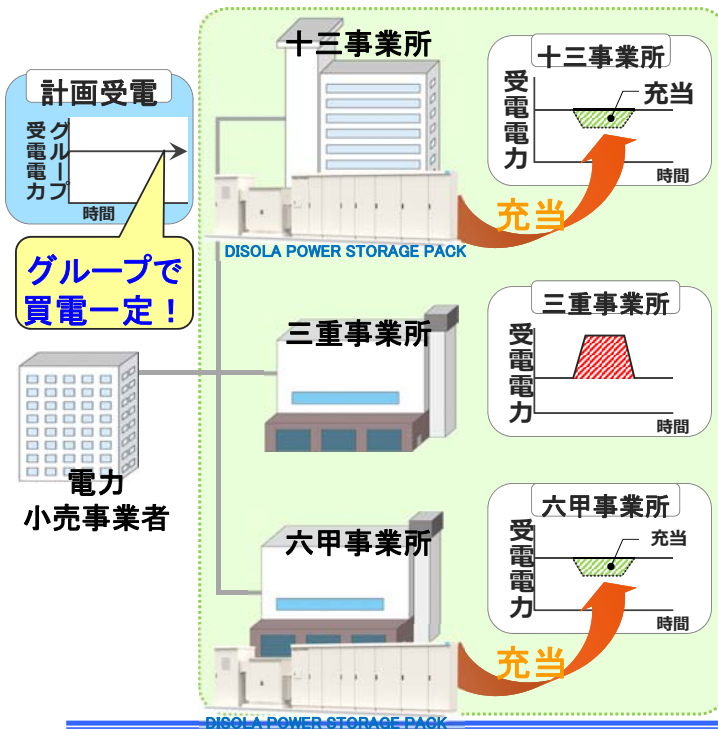 計画受電
グループ
受電電力
時間
グループで
買電一定！
電力
小売事業者
十三事業所
DISOLA POWER STORAGE PACK
充当
十三事業所
受電電力
充当
三重事業所
三重事業所
受電電力
時間
六甲事業所
DISOLA POWER STORAGE PACK
充当
六甲事業所
受電電力
充当
時間